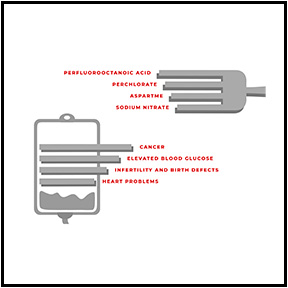 PERFLUOROOCTANOIC ACID
PERCHLORATE
ASPARTME
SODIUM NITRATE
CANCER
ELEVATED BLOOD GLUCOSE
INFERTILITY AND BIRTH DEFECTS
HEART PROBLEMS